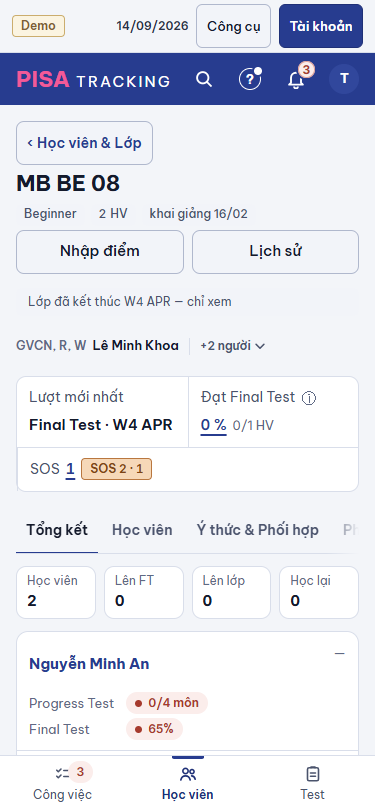 Demo 14/09/2026 Công cụ Tài khoản
PISA TRACKING ? 3 T
‹ Học viên & Lớp
MB BE 08
Beginner 2 HV khai giảng 16/02
Nhập điểm Lịch sử
Lớp đã kết thúc W4 APR — chỉ xem
GVCN, R, W Lê Minh Khoa +2 người
Lượt mới nhất Đạt Final Test ⓘ
Final Test · W4 APR 0 % 0/1 HV
SOS 1 SOS 2 · 1
Tổng kết Học viên Ý thức & Phối hợp
Học viên Lên FT Lên lớp Học lại
2 0 0 0
Nguyễn Minh An —
Progress Test 0/4 môn
Final Test 65%
3
Công việc Học viên Test